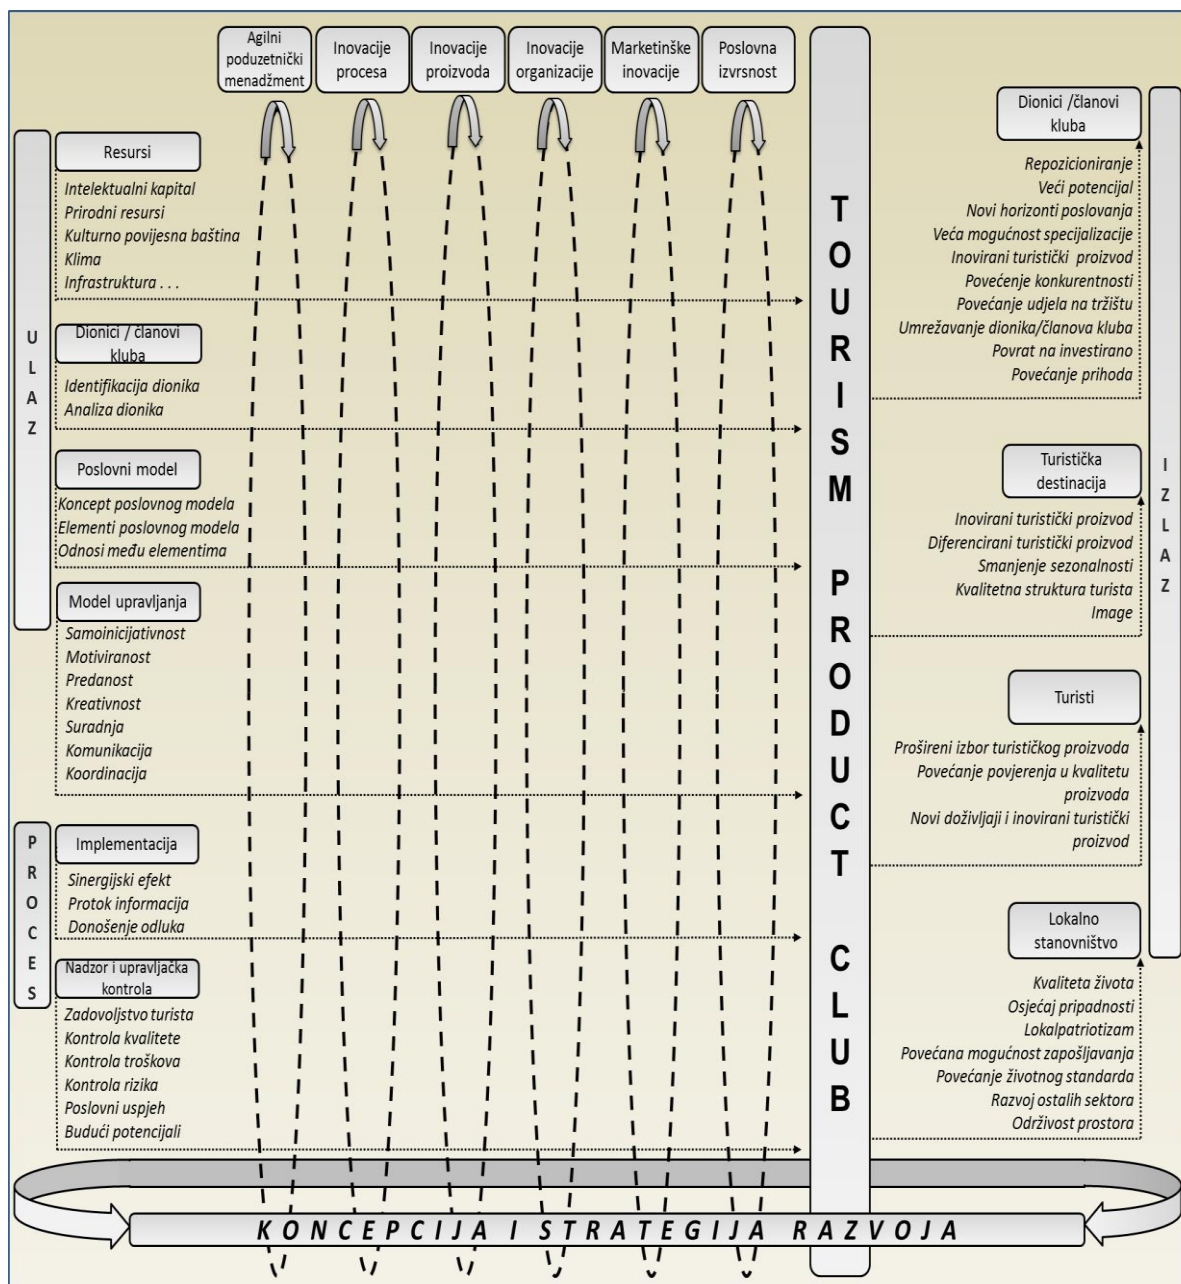 Agilni
poduzetnički
menadžment
Inovacije
procesa
Inovacije
proizvoda
Inovacije
organizacije
Marketinške
inovacije
Poslovna
izvrsnost
ULAZ
Resursi
Intelektualni kapital
Prirodni resursi
Kulturno povijesna baština
Klima
Infrastruktura . . .
Dionici / članovi
kluba
Identifikacija dionika
Analiza dionika
Poslovni model
Koncept poslovnog modela
Elementi poslovnog modela
Odnosi među elementima
Model upravljanja
Samoinicijativnost
Motiviranost
Predanost
Kreativnost
Suradnja
Komunikacija
Koordinacija
PROCES
Implementacija
Sinergijski efekt
Protok informacija
Donošenje odluka
Nadzor i upravljačka
kontrola
Zadovoljstvo turista
Kontrola kvalitete
Kontrola troškova
Kontrola rizika
Poslovni uspjeh
Budući potencijali
TOURISM PRODUCT CLUB
IZLAZ
Dionici /članovi
kluba
Repozicioniranje
Veći potencijal
Novi horizonti poslovanja
Veća mogućnost specijalizacije
Inovirani turistički proizvod
Povećenje konkurentnosti
Povećanje udjela na tržištu
Umrežavanje dionika/članova kluba
Povrat na investirano
Povećanje prihoda
Turistička
destinacija
Inovirani turistički proizvod
Diferencirani turistički proizvod
Smanjenje sezonalnosti
Kvalitetna struktura turista
Image
Turisti
Prošireni izbor turističkog proizvoda
Povećanje povjerenja u kvalitetu
proizvoda
Novi doživljaji i inovirani turistički
proizvod
Lokalno
stanovništvo
Kvaliteta života
Osjećaj pripadnosti
Lokalpatriotizam
Povećana mogućnost zapošljavanja
Povećanje životnog standarda
Razvoj ostalih sektora
Održivost prostora
KONCEPCIJA I STRATEGIJA RAZVOJA